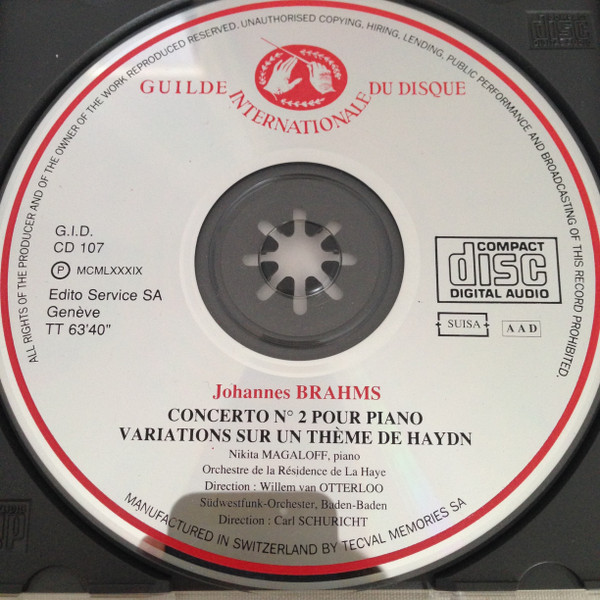 ALL RIGHTS OF THE PRODUCER AND OF THE OWNER OF THE WORK REPRODUCED RESERVED. UNAUTHORISED COPYING, HIRING, LENDING, PUBLIC PERFORMANCE AND BROADCASTING OF THIS RECORD PROHIBITED.
GUILDE INTERNATIONALE DU DISQUE
G.I.D.
CD 107
Ⓟ MCMLXXXIX
Edito Service SA
Genève
TT 63'40"
COMPACT
disc
DIGITAL AUDIO
SUISA
AAD
Johannes BRAHMS
CONCERTO N° 2 POUR PIANO
VARIATIONS SUR UN THÈME DE HAYDN
Nikita MAGALOFF, piano
Orchestre de la Résidence de La Haye
Direction : Willem van OTTERLOO
Südwestfunk-Orchester, Baden-Baden
Direction : Carl SCHURICHT
MANUFACTURED IN SWITZERLAND BY TECVAL MEMORIES SA
disc